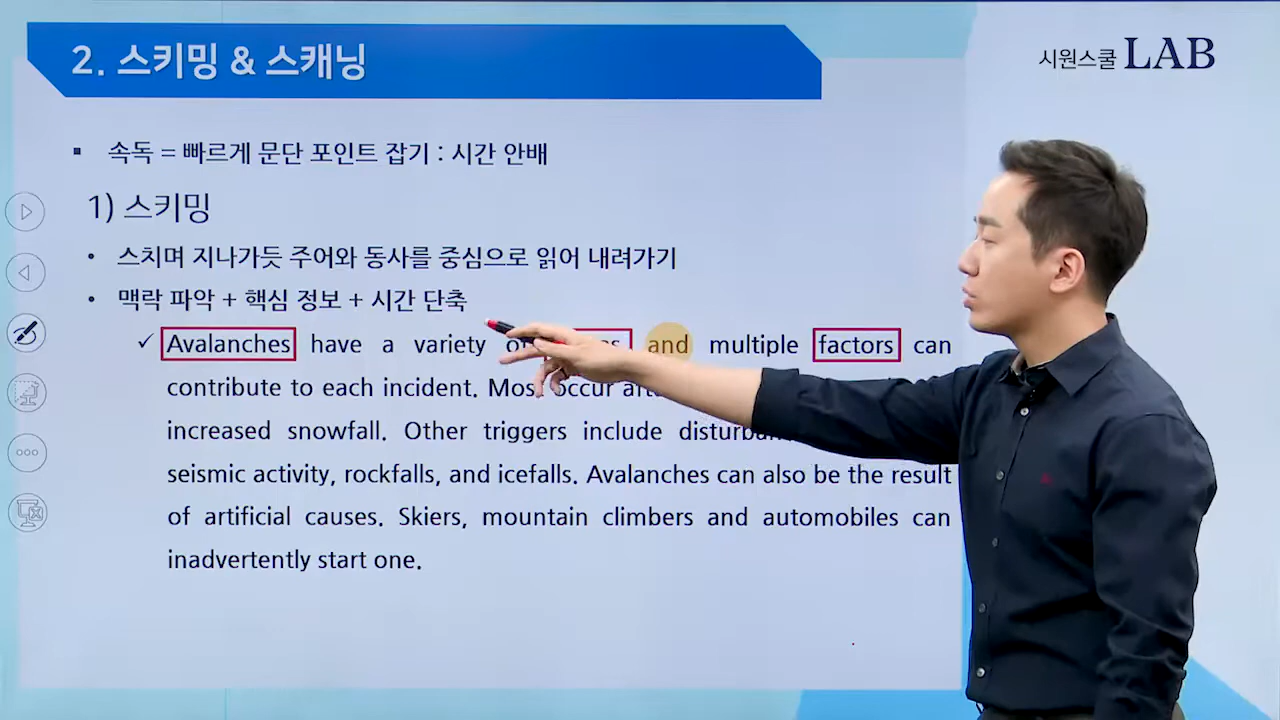 2. 스키밍 & 스캐닝
시원스쿨 LAB
▪ 속독 = 빠르게 문단 포인트 잡기 : 시간 안배
1) 스키밍
• 스치며 지나가듯 주어와 동사를 중심으로 읽어 내려가기
• 맥락 파악 + 핵심 정보 + 시간 단축
✓ Avalanches have a variety and multiple factors can
contribute to each incident. Most occur
increased snowfall. Other triggers include
seismic activity, rockfalls, and icefalls. Avalanches can also be the result
of artificial causes. Skiers, mountain climbers and automobiles can
inadvertently start one.